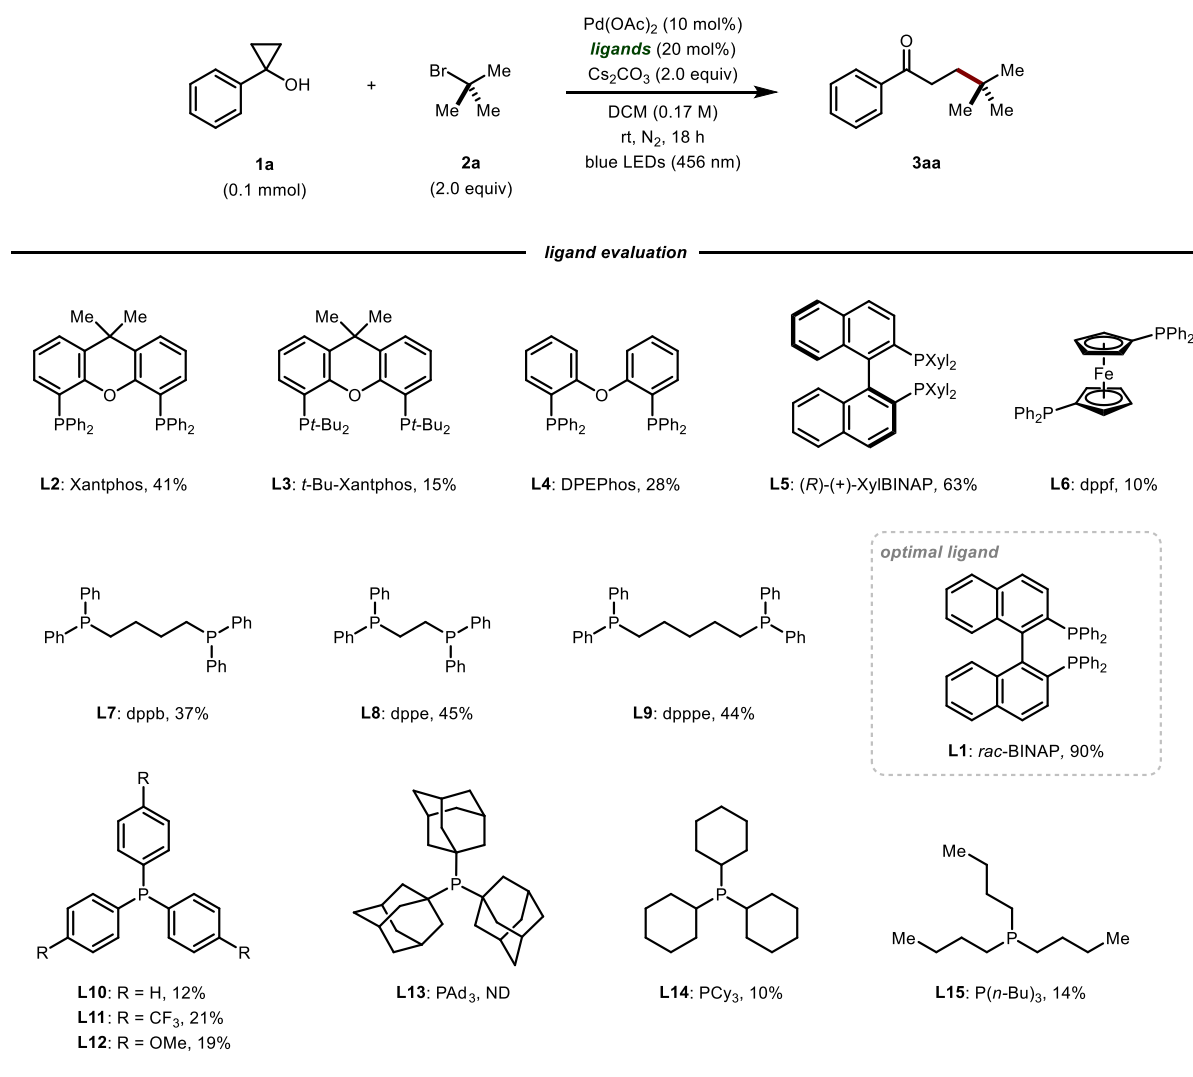 Pd(OAc)2 (10 mol%)
ligands (20 mol%)
Cs2CO3 (2.0 equiv)
DCM (0.17 M)
rt, N2, 18 h
blue LEDs (456 nm)
OH
+
Br
Me
Me
Me
O
Me
Me
Me
1a
(0.1 mmol)
2a
(2.0 equiv)
3aa
ligand evaluation
Me Me
O
PPh2 PPh2
L2: Xantphos, 41%
Me Me
O
Pt-Bu2 Pt-Bu2
L3: t-Bu-Xantphos, 15%
O
PPh2 PPh2
L4: DPEPhos, 28%
PXyl2
PXyl2
L5: (R)-(+)-XylBINAP, 63%
PPh2
Fe
Ph2P
L6: dppf, 10%
Ph
P
Ph
P
Ph
Ph
L7: dppb, 37%
Ph
P
Ph
P
Ph
Ph
L8: dppe, 45%
Ph
P
Ph
Ph
P
Ph
L9: dpppe, 44%
optimal ligand
PPh2
PPh2
L1: rac-BINAP, 90%
R
P
R
R
L10: R = H, 12%
L11: R = CF3, 21%
L12: R = OMe, 19%
P
L13: PAd3, ND
P
L14: PCy3, 10%
Me
Me
P
Me
L15: P(n-Bu)3, 14%